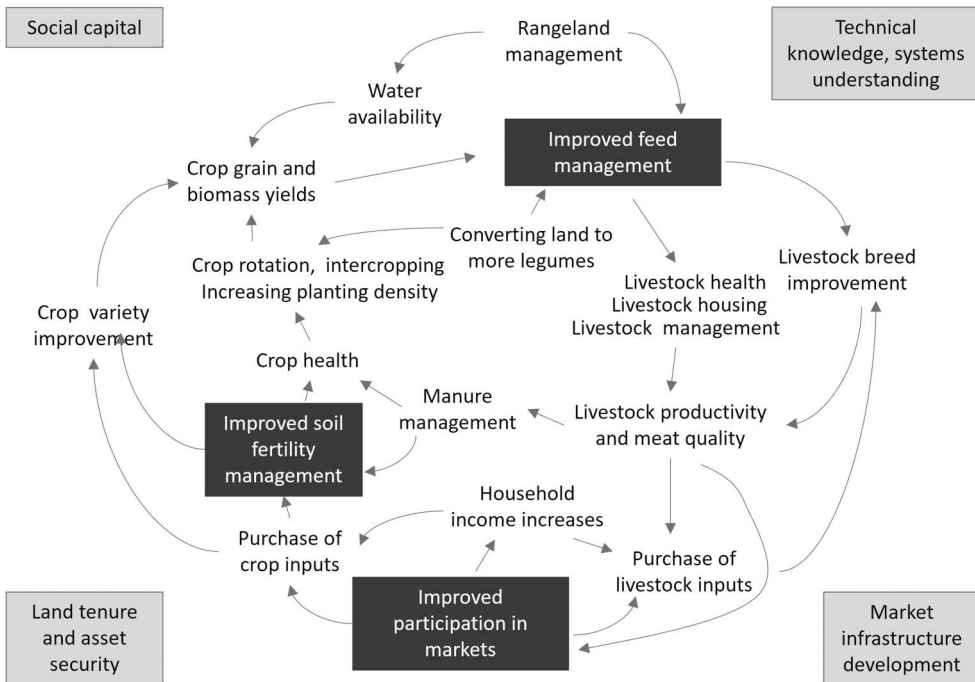 Social capital
Rangeland
management
Technical
knowledge, systems
understanding
Water
availability
Improved feed
management
Crop grain and
biomass yields
Converting land to
more legumes
Crop rotation, intercropping
Increasing planting density
Livestock breed
improvement
Livestock health
Livestock housing
Livestock management
Crop variety
improvement
Crop health
Manure
management
Livestock productivity
and meat quality
Improved soil
fertility
management
Household
income increases
Purchase of
crop inputs
Purchase of
livestock inputs
Improved
participation in
markets
Land tenure
and asset
security
Market
infrastructure
development